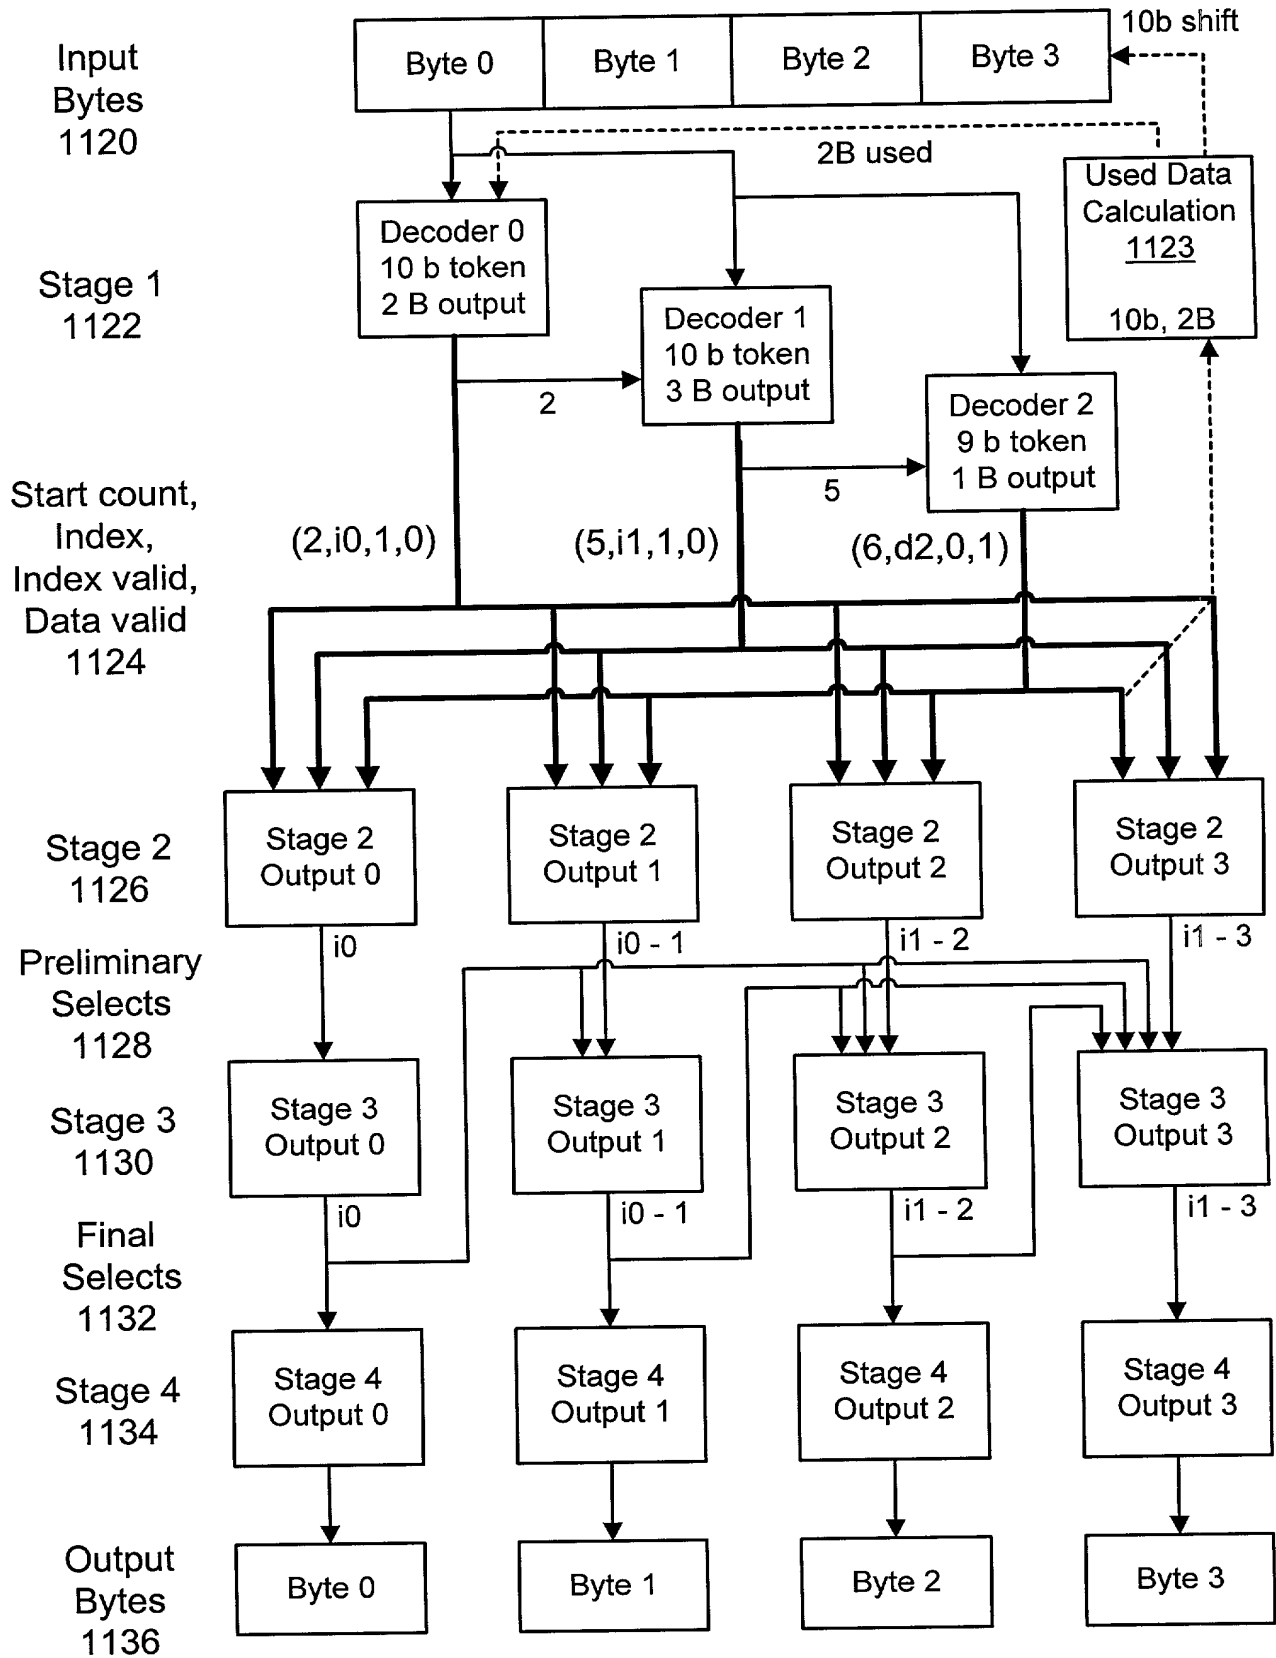 10b shift
Input
Bytes
1120
Byte 0
Byte 1
Byte 2
Byte 3
2B used
Used Data
Calculation
1123
10b, 2B
Stage 1
1122
Decoder 0
10 b token
2 B output
Decoder 1
10 b token
3 B output
Decoder 2
9 b token
1 B output
2
5
Start count,
Index,
Index valid,
Data valid
1124
(2,i0,1,0)
(5,i1,1,0)
(6,d2,0,1)
Stage 2
1126
Stage 2
Output 0
Stage 2
Output 1
Stage 2
Output 2
Stage 2
Output 3
Preliminary
Selects
1128
i0
i0 - 1
i1 - 2
i1 - 3
Stage 3
1130
Stage 3
Output 0
Stage 3
Output 1
Stage 3
Output 2
Stage 3
Output 3
Final
Selects
1132
i0
i0 - 1
i1 - 2
i1 - 3
Stage 4
1134
Stage 4
Output 0
Stage 4
Output 1
Stage 4
Output 2
Stage 4
Output 3
Output
Bytes
1136
Byte 0
Byte 1
Byte 2
Byte 3